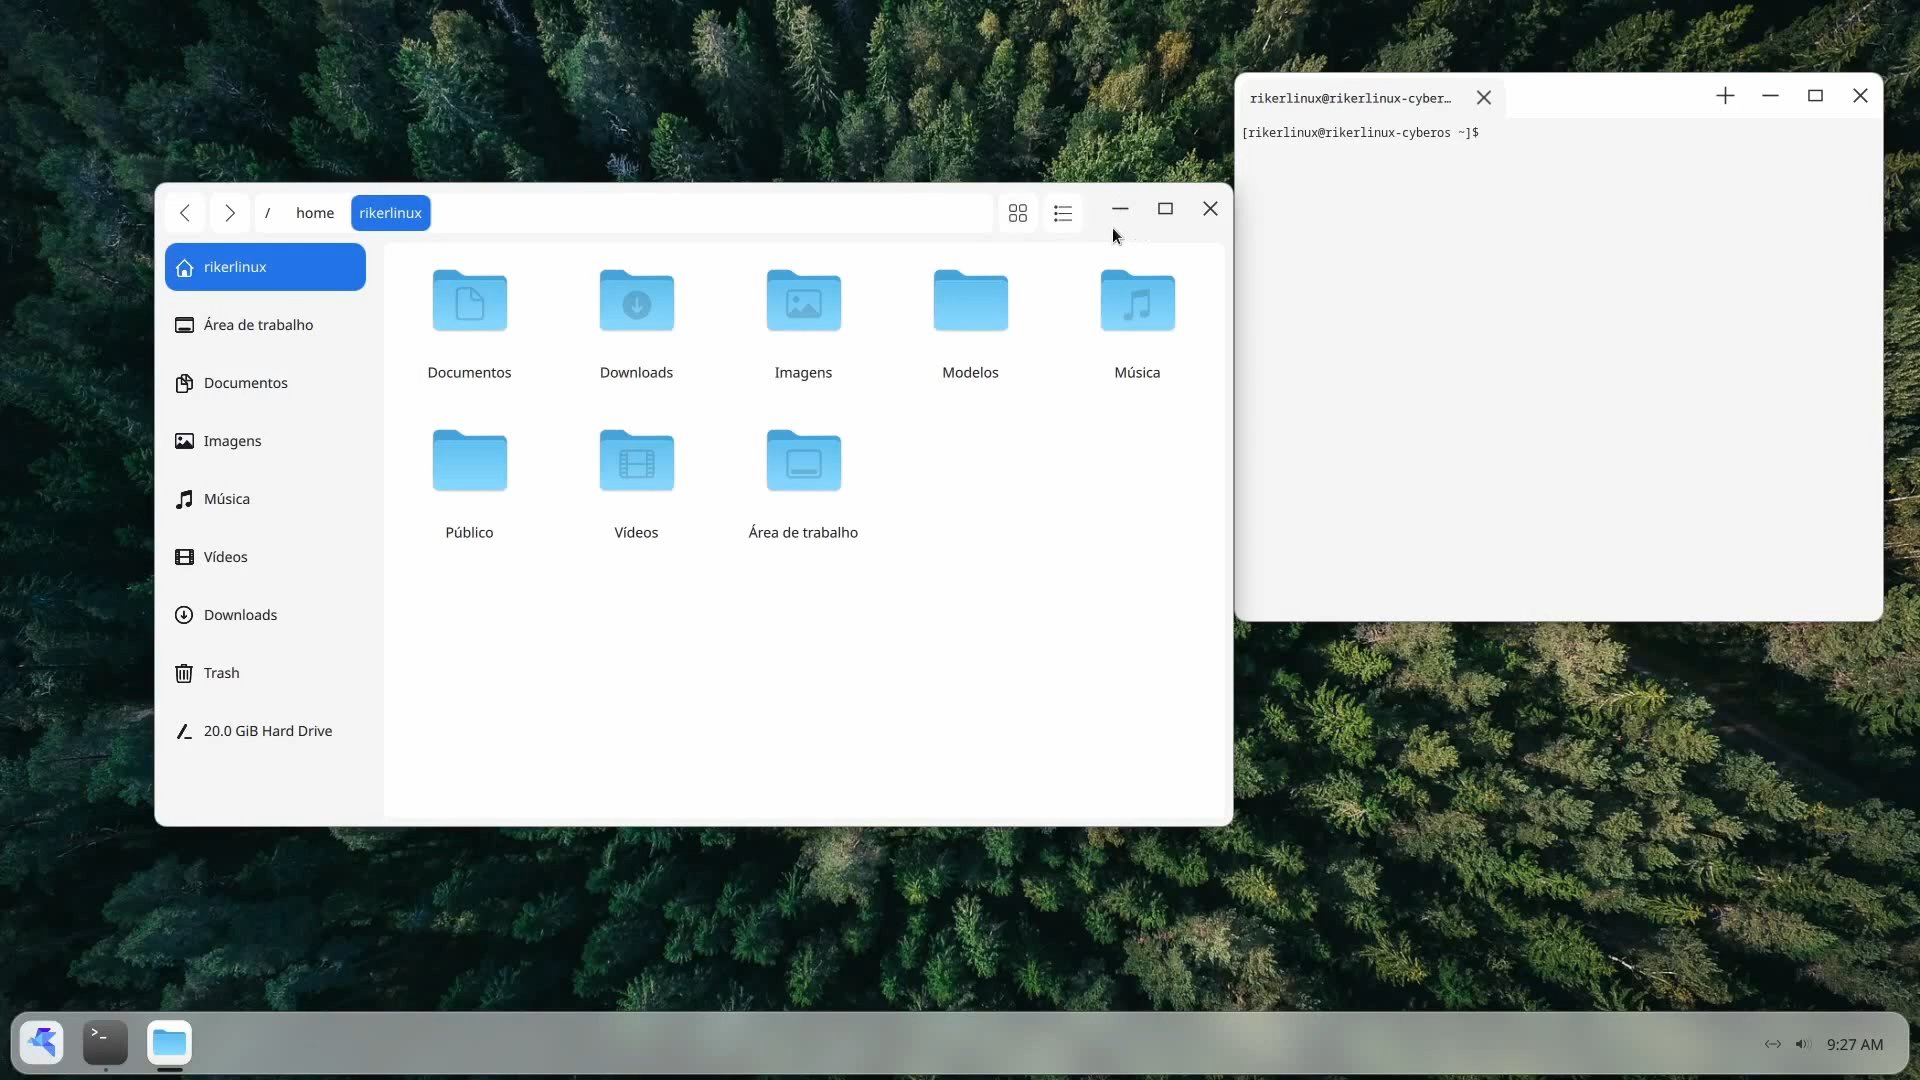 rikerlinux@rikerlinux-cyber...
[rikerlinux@rikerlinux-cyberos ~]$
/ home rikerlinux
rikerlinux
Área de trabalho
Documentos
Imagens
Música
Vídeos
Downloads
Trash
20.0 GiB Hard Drive
Documentos Downloads Imagens Modelos Música
Público Vídeos Área de trabalho
>_
9:27 AM